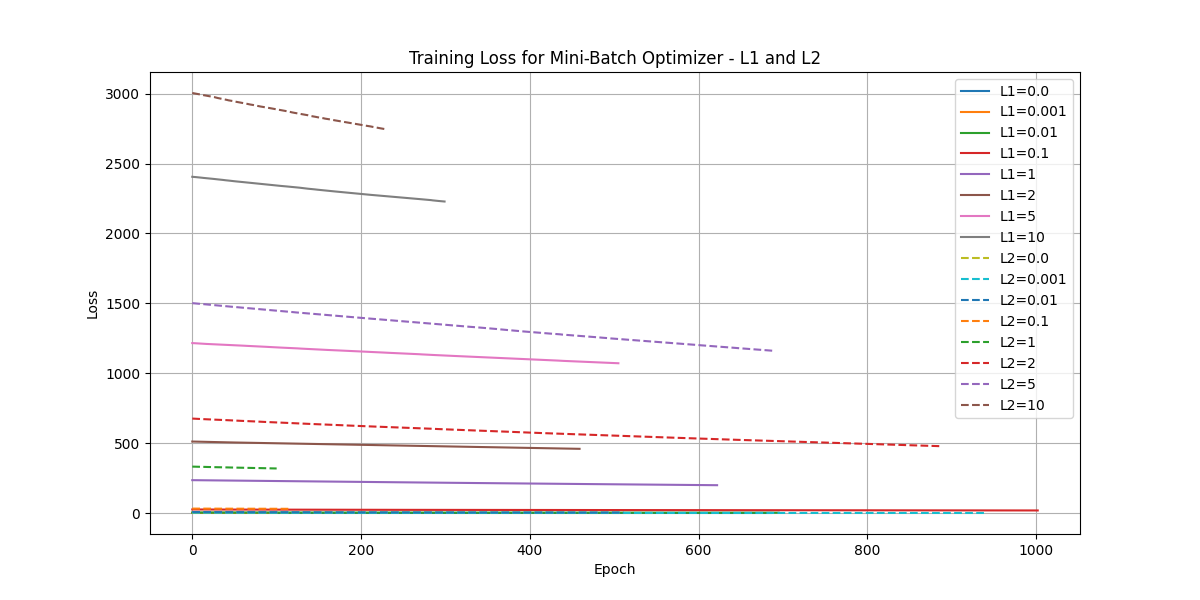 Training Loss for Mini-Batch Optimizer - L1 and L2
3000
2500
2000
1500
1000
500
0
Loss
0
200
400
600
800
1000
Epoch
L1=0.0
L1=0.001
L1=0.01
L1=0.1
L1=1
L1=2
L1=5
L1=10
L2=0.0
L2=0.001
L2=0.01
L2=0.1
L2=1
L2=2
L2=5
L2=10